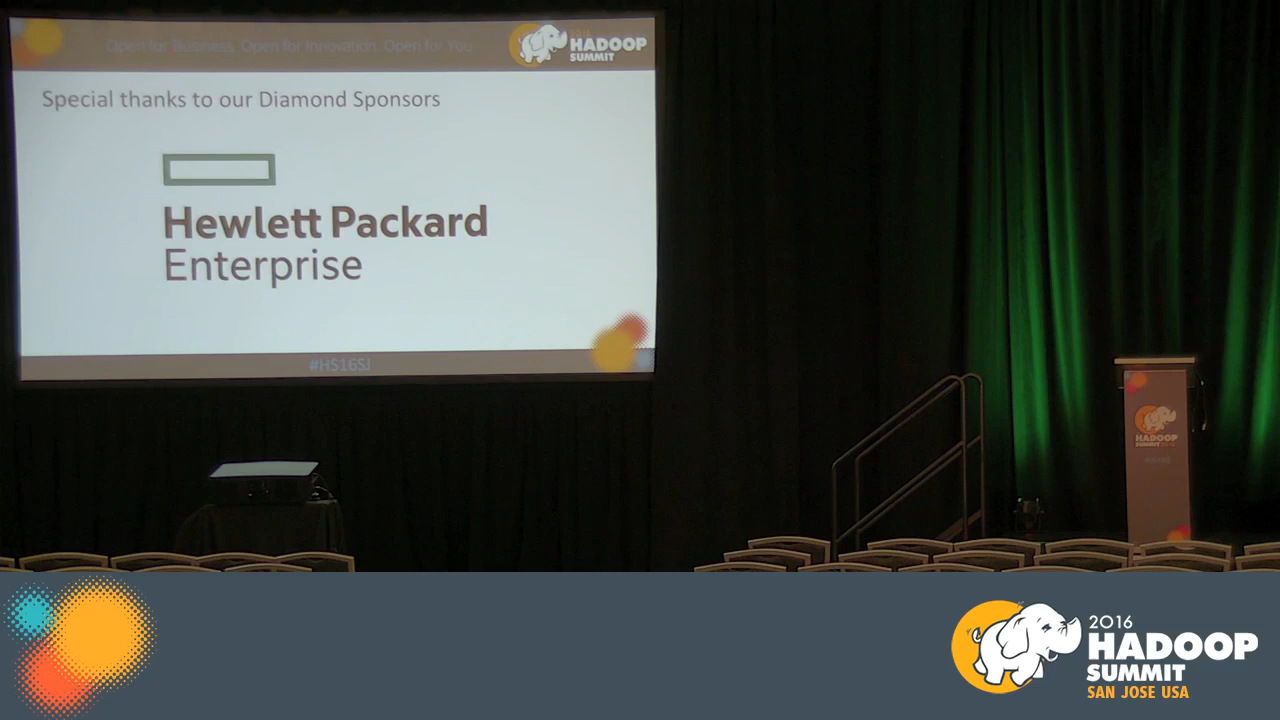 Open for Business. Open for Innovation. Open for You
2016
HADOOP
SUMMIT
Special thanks to our Diamond Sponsors
Hewlett Packard
Enterprise
#HS16SJ
HADOOP
SUMMIT
2016
HADOOP
SUMMIT
SAN JOSE USA